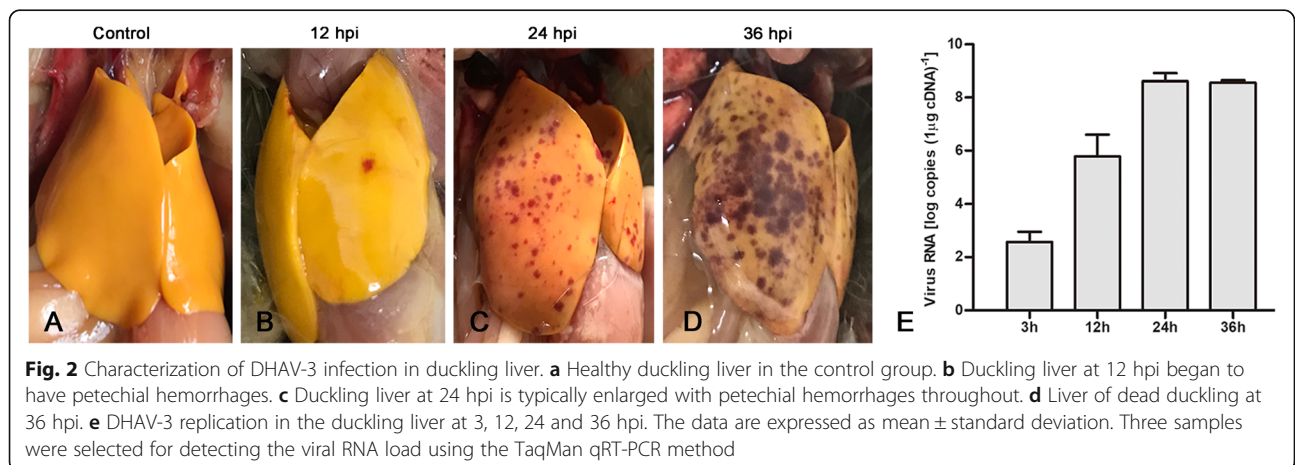 Control
12 hpi
24 hpi
36 hpi
A
B
C
D
E
Virus RNA [log copies (1μg cDNA)⁻¹
10
8
6
4
2
0
3h
12h
24h
36h
Fig. 2 Characterization of DHAV-3 infection in duckling liver. a Healthy duckling liver in the control group. b Duckling liver at 12 hpi began to
have petechial hemorrhages. c Duckling liver at 24 hpi is typically enlarged with petechial hemorrhages throughout. d Liver of dead duckling at
36 hpi. e DHAV-3 replication in the duckling liver at 3, 12, 24 and 36 hpi. The data are expressed as mean ± standard deviation. Three samples
were selected for detecting the viral RNA load using the TaqMan qRT-PCR method